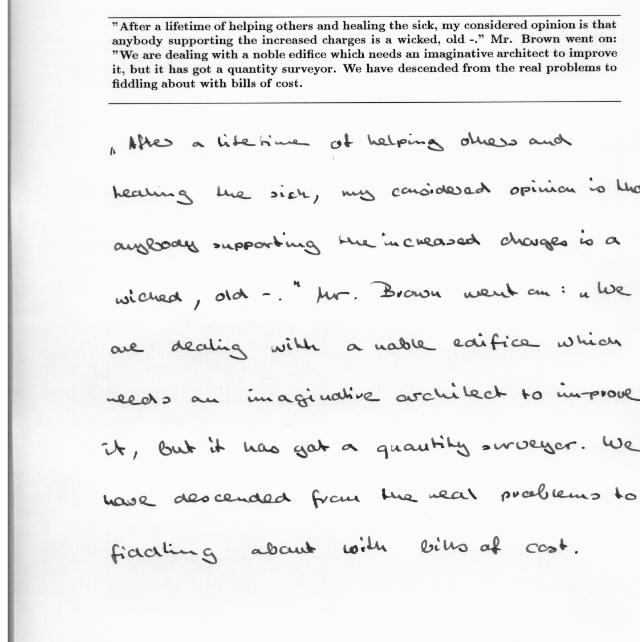 "After a lifetime of helping others and healing the sick, my considered opinion is that
anybody supporting the increased charges is a wicked, old -." Mr. Brown went on:
"We are dealing with a noble edifice which needs an imaginative architect to improve
it, but it has got a quantity surveyor. We have descended from the real problems to
fiddling about with bills of cost.
„After a lifetime of helping others and
healing the sick, my considered opinion is tha
anybody supporting the increased charges is a
wicked, old -." Mr. Brown went on: „We
are dealing with a noble edifice which
needs an imaginative architect to improve
it, but it has got a quantity surveyor. We
have descended from the real problems to
fiddling about with bills of cost.